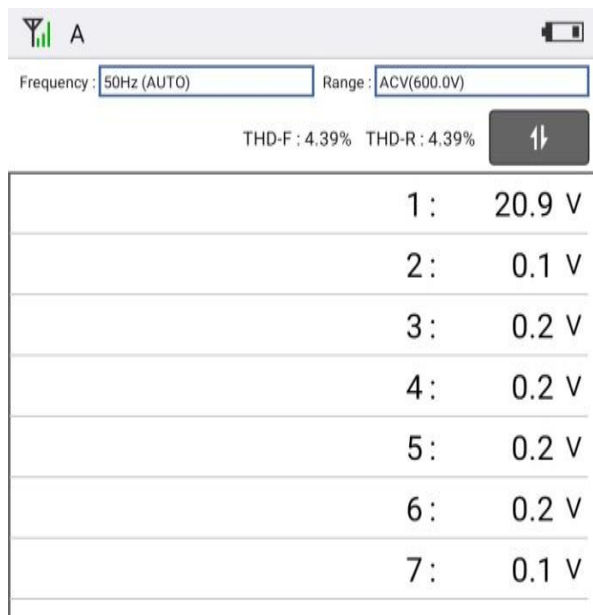 A
Frequency : 50Hz (AUTO) Range : ACV(600.0V)
THD-F : 4.39% THD-R : 4.39%
1 : 20.9 V
2 : 0.1 V
3 : 0.2 V
4 : 0.2 V
5 : 0.2 V
6 : 0.2 V
7 : 0.1 V